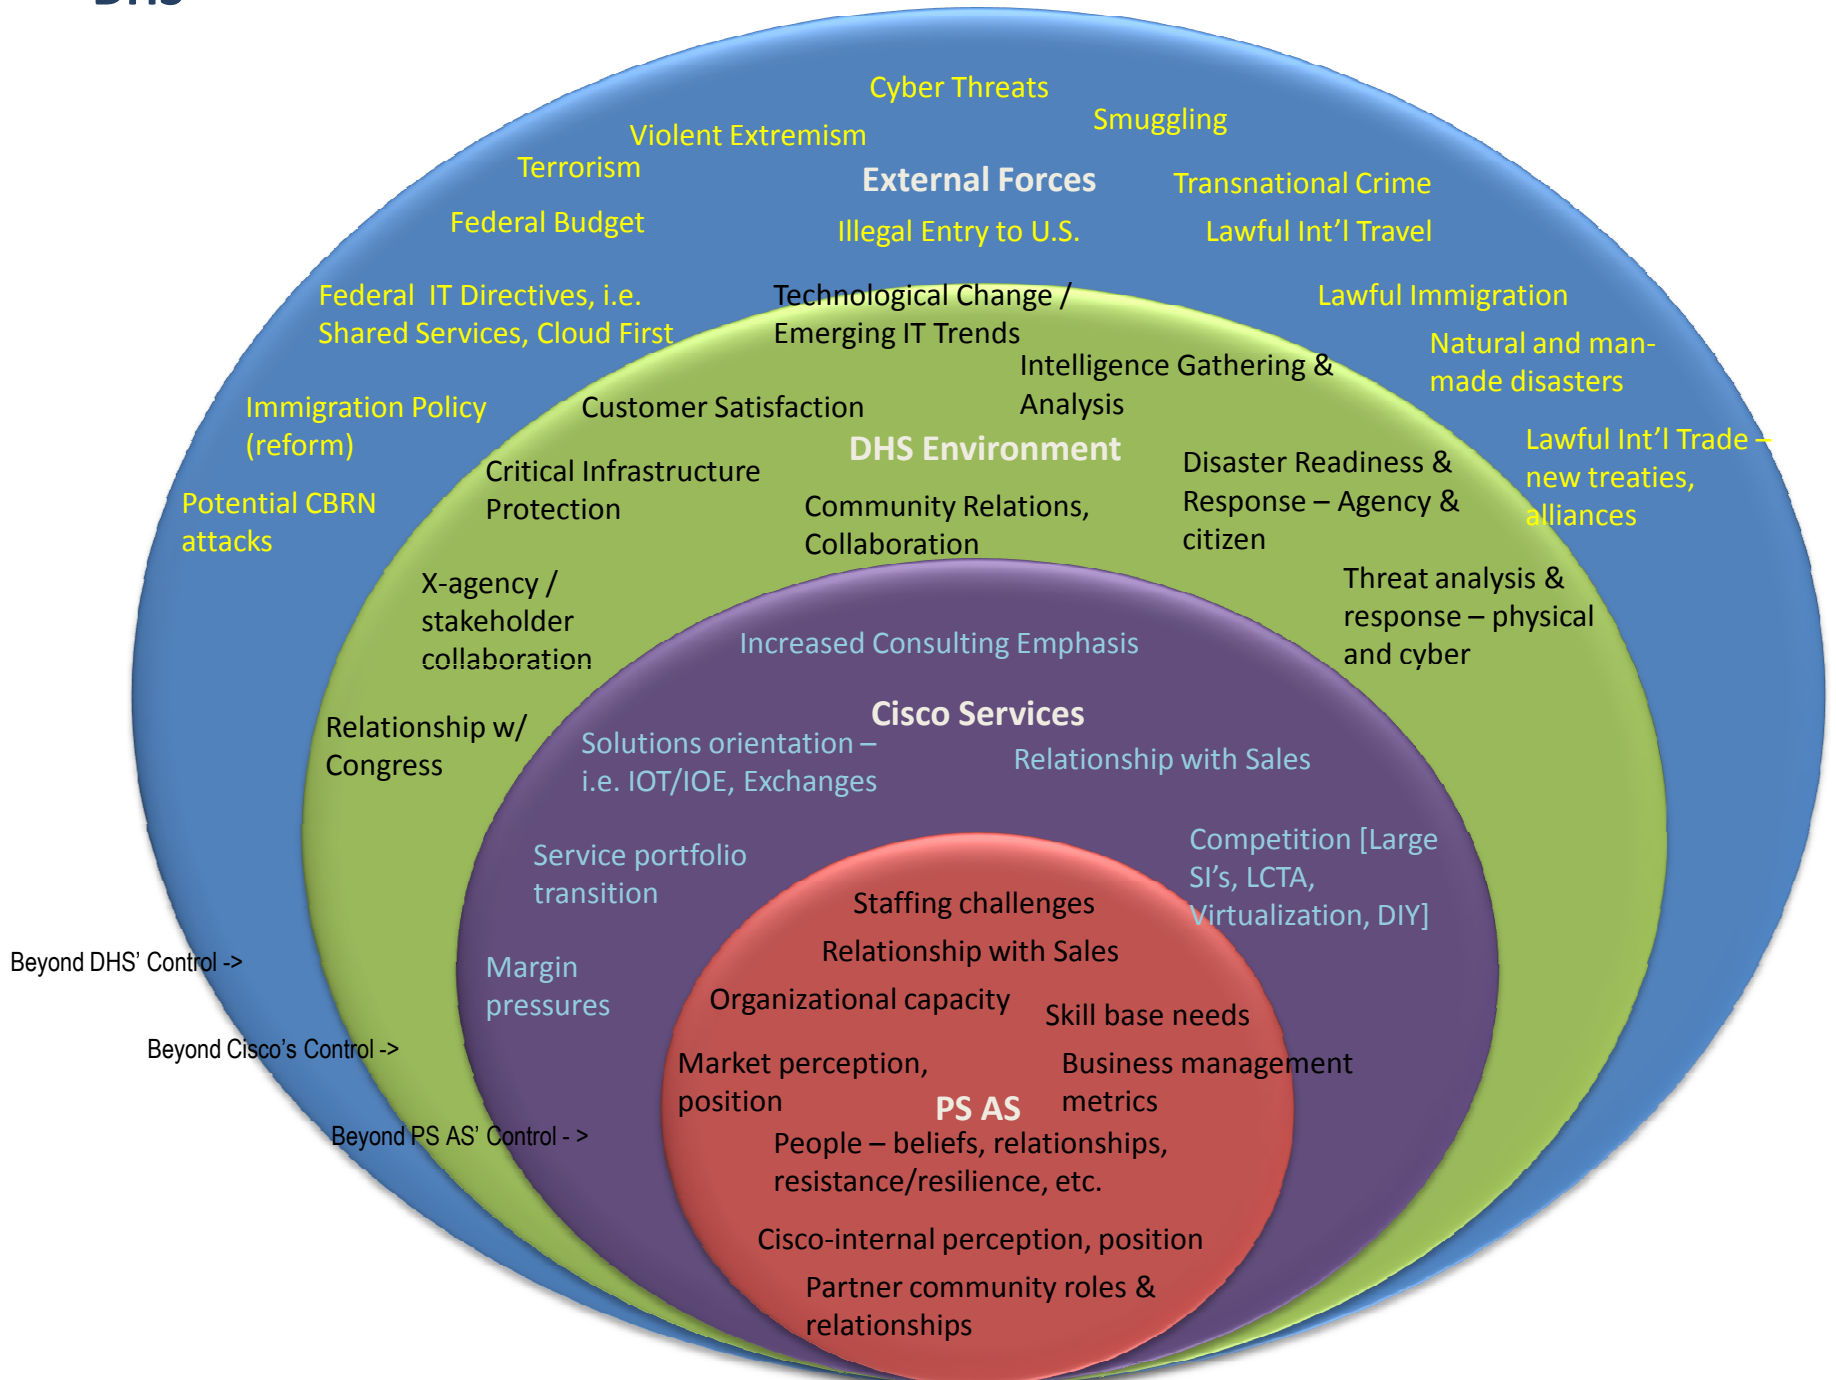 DHS
Cyber Threats
Smuggling
Violent Extremism
Terrorism
External Forces
Transnational Crime
Federal Budget
Illegal Entry to U.S.
Lawful Int’l Travel
Federal  IT Directives, i.e.
Shared Services, Cloud First
Technological Change /
Emerging IT Trends
Lawful Immigration
Natural and man-
made disasters
Intelligence Gathering &
Analysis
Immigration Policy
(reform)
Customer Satisfaction
DHS Environment
Lawful Int’l Trade –
new treaties,
alliances
Critical Infrastructure
Protection
Disaster Readiness &
Response – Agency &
citizen
Potential CBRN
attacks
Community Relations,
Collaboration
X-agency /
stakeholder
collaboration
Threat analysis &
response – physical
and cyber
Increased Consulting Emphasis
Cisco Services
Relationship w/
Congress
Solutions orientation –
i.e. IOT/IOE, Exchanges
Relationship with Sales
Service portfolio
transition
Competition [Large
SI’s, LCTA,
Virtualization, DIY]
Staffing challenges
Relationship with Sales
Beyond DHS’ Control ->
Margin
pressures
Organizational capacity
Skill base needs
Beyond Cisco’s Control ->
Market perception,
position
Business management
metrics
PS AS
Beyond PS AS’ Control - >
People – beliefs, relationships,
resistance/resilience, etc.
Cisco-internal perception, position
Partner community roles &
relationships